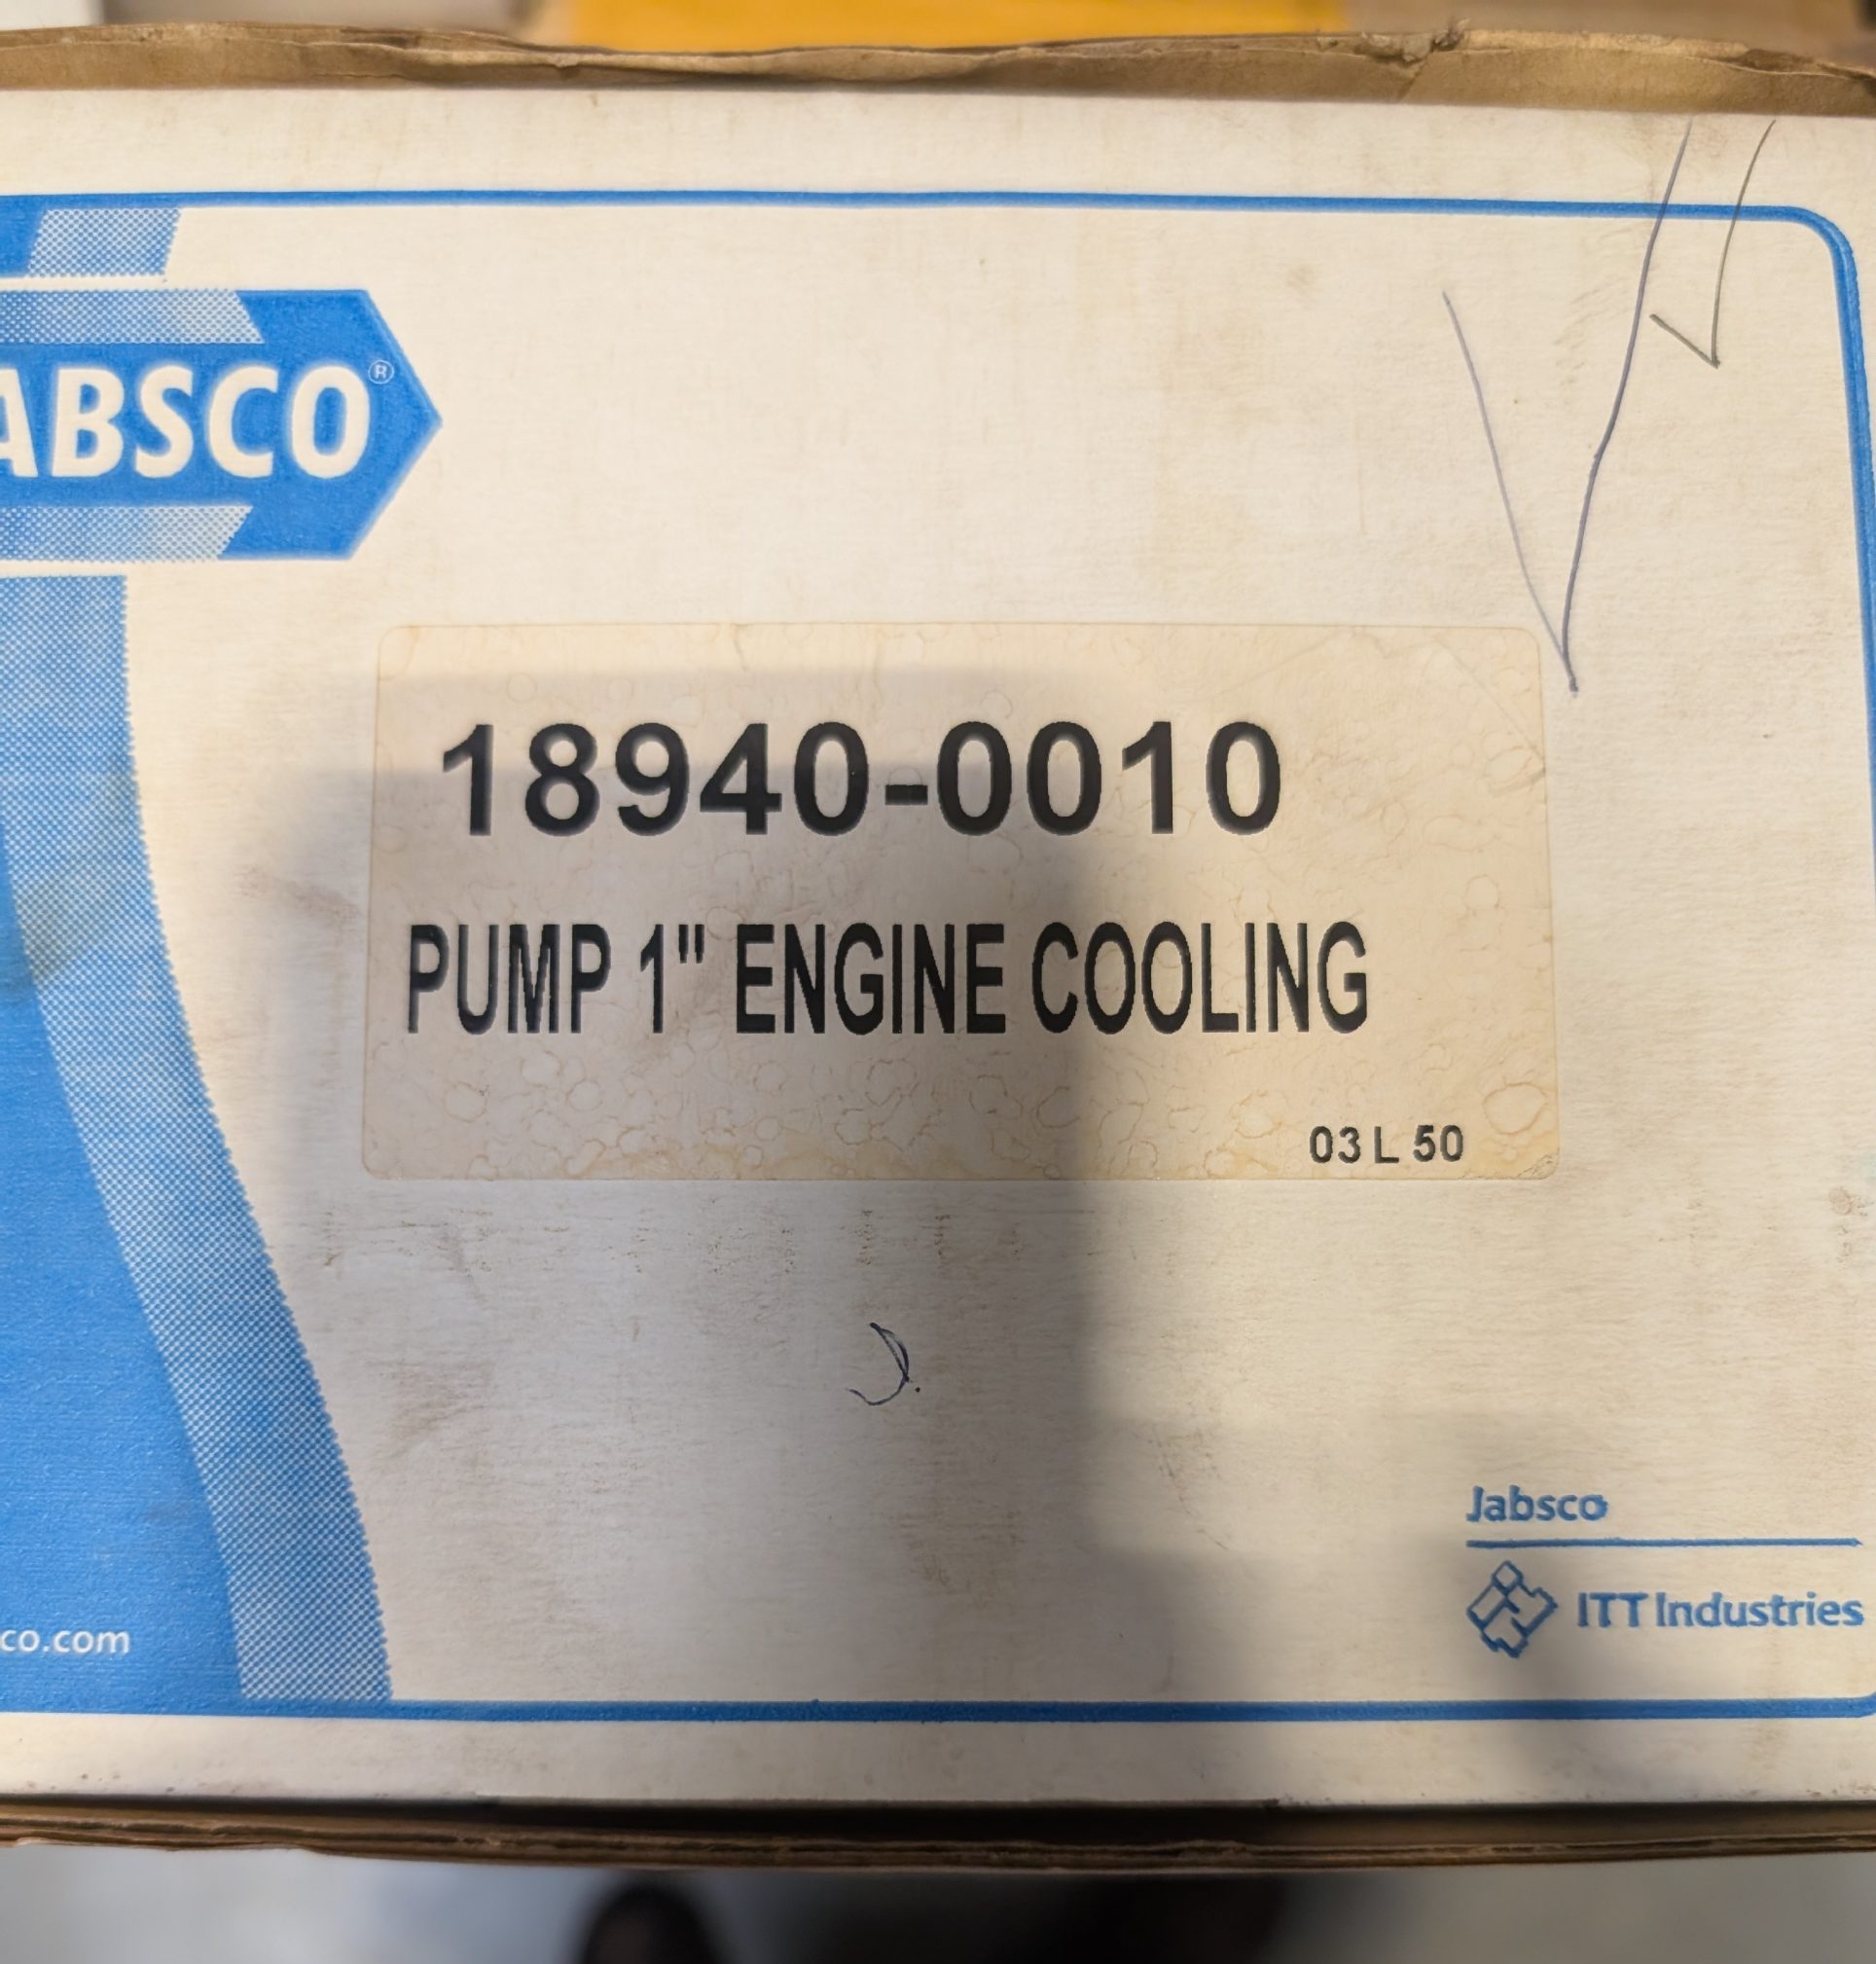 ABSCO®
18940-0010
PUMP 1" ENGINE COOLING
03 L 50
Jabsco
ITT Industries
co.com